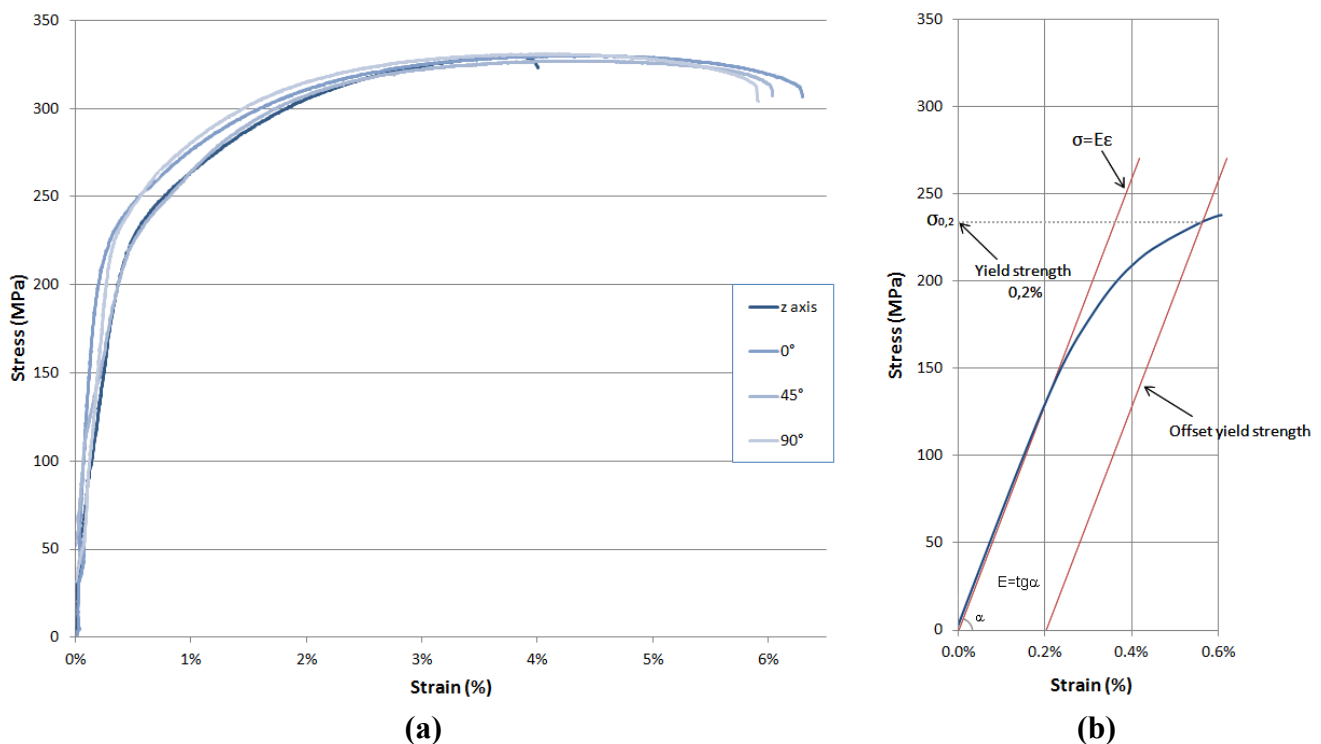 350
300
250
200
150
100
50
0
Stress (MPa)
0%
1%
2%
3%
4%
5%
6%
Strain (%)
z axis
0°
45°
90°
(a)
350
300
250
200
150
100
50
0
Stress (MPa)
σ=Eε
σ0,2
Yield strength
0,2%
Offset yield strength
E=tgα
α
0.0%
0.2%
0.4%
0.6%
Strain (%)
(b)